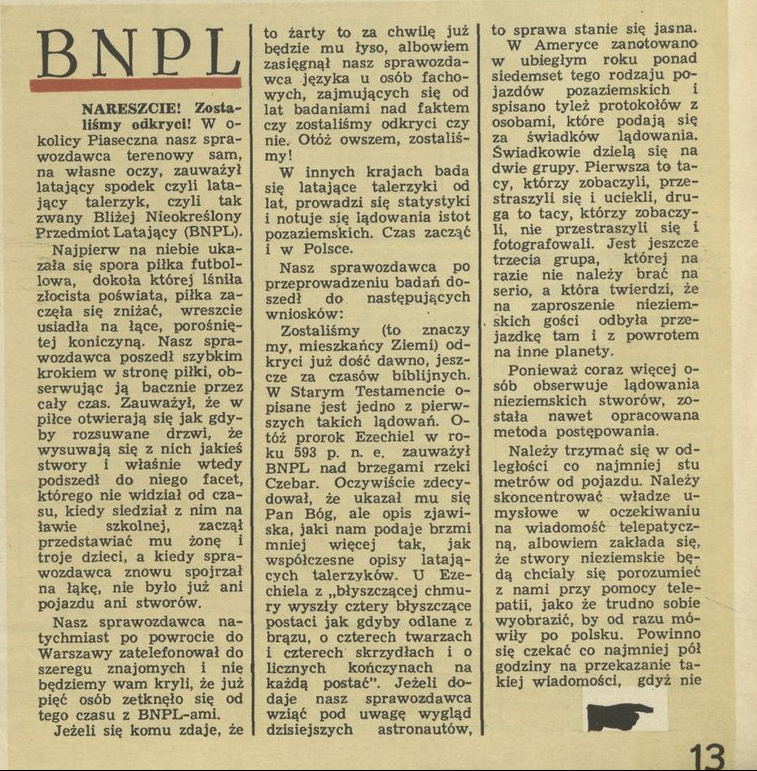 BNPL
NARESZCIE! Zosta-
liśmy odkryci! W o-
kolicy Piaseczna nasz spra-
wozdawca terenowy sam,
na własne oczy, zauważył
latający spodek czyli lata-
jący talerzyk, czyli tak
zwany Bliżej Nieokreślony
Przedmiot Latający (BNPL).
Najpierw na niebie uka-
zała się spora piłka futbol-
lowa, dokoła której lśniła
złocista poświata, piłka za-
częła się zniżać, wreszcie
usiadła na łące, porośnię-
tej koniczyną. Nasz spra-
wozdawca poszedł szybkim
krokiem w stronę piłki, ob-
serwując ją bacznie przez
cały czas. Zauważył, że w
piłce otwierają się jak gdy-
by rozsuwane drzwi, że
wysuwają się z nich jakieś
stwory i właśnie wtedy
podszedł do niego facet,
którego nie widział od cza-
su, kiedy siedział z nim na
ławie szkolnej, zaczął
przedstawiać mu żonę i
troje dzieci, a kiedy spra-
wozdawca znowu spojrzał
na łąkę, nie było już ani
pojazdu ani stworów.
Nasz sprawozdawca na-
tychmiast po powrocie do
Warszawy zatelefonował do
szeregu znajomych i nie
będziemy wam kryli, że już
pięć osób zetknęło się od
tego czasu z BNPL-ami.
Jeżeli się komu zdaje, że
to żarty to za chwilę już
będzie mu łyso, albowiem
zasięgnął nasz sprawozda-
wca języka u osób facho-
wych, zajmujących się od
lat badaniami nad faktem
czy zostaliśmy odkryci czy
nie. Otóż owszem, zostaliś-
my!
W innych krajach bada
się latające talerzyki od
lat, prowadzi się statystyki
i notuje się lądowania istot
pozaziemskich. Czas zacząć
i w Polsce.
Nasz sprawozdawca po
przeprowadzeniu badań do-
szedł do następujących
wniosków:
Zostaliśmy (to znaczy
my, mieszkańcy Ziemi) od-
kryci już dość dawno, jesz-
cze za czasów biblijnych.
W Starym Testamencie o-
pisane jest jedno z pierw-
szych takich lądowań. O-
tóż prorok Ezechiel w ro-
ku 593 p. n. e. zauważył
BNPL nad brzegami rzeki
Czebar. Oczywiście zdecy-
dował, że ukazał mu się
Pan Bóg, ale opis zjawi-
ska, jaki nam podaje brzmi
mniej więcej tak, jak
współczesne opisy latają-
cych talerzyków. U Eze-
chiela z „błyszczącej chmu-
ry wyszły cztery błyszczące
postaci jak gdyby odlane z
brązu, o czterech twarzach
i czterech skrzydłach i o
licznych kończynach na
każdą postać”. Jeżeli do-
daje nasz sprawozdawca
wziąć pod uwagę wygląd
dzisiejszych astronautów,
to sprawa stanie się jasna.
W Ameryce zanotowano
w ubiegłym roku ponad
siedemset tego rodzaju po-
jazdów pozaziemskich i
spisano tyleż protokołów z
osobami, które podają się
za świadków lądowania.
Świadkowie dzielą się na
dwie grupy. Pierwsza to ta-
cy, którzy zobaczyli, prze-
straszyli się i uciekli, dru-
ga to tacy, którzy zobaczy-
li, nie przestraszyli się i
fotografowali. Jest jeszcze
trzecia grupa, której na
razie nie należy brać na
serio, a która twierdzi, że
na zaproszenie nieziem-
skich gości odbyła prze-
jazdkę tam i z powrotem
na inne planety.
Ponieważ coraz więcej o-
sób obserwuje lądowania
nieziemskich stworów, zo-
stała nawet opracowana
metoda postępowania.
Należy trzymać się w od-
ległości co najmniej stu
metrów od pojazdu. Należy
skoncentrować władze u-
mysłowe w oczekiwaniu
na wiadomość telepatycz-
ną, albowiem zakłada się,
że stwory nieziemskie bę-
dą chciały się porozumieć
z nami przy pomocy tele-
patii, jako że trudno sobie
wyobrazić, by od razu mó-
wiły po polsku. Powinno
się czekać co najmniej pół
godziny na przekazanie ta-
kiej wiadomości, gdyż nie
13